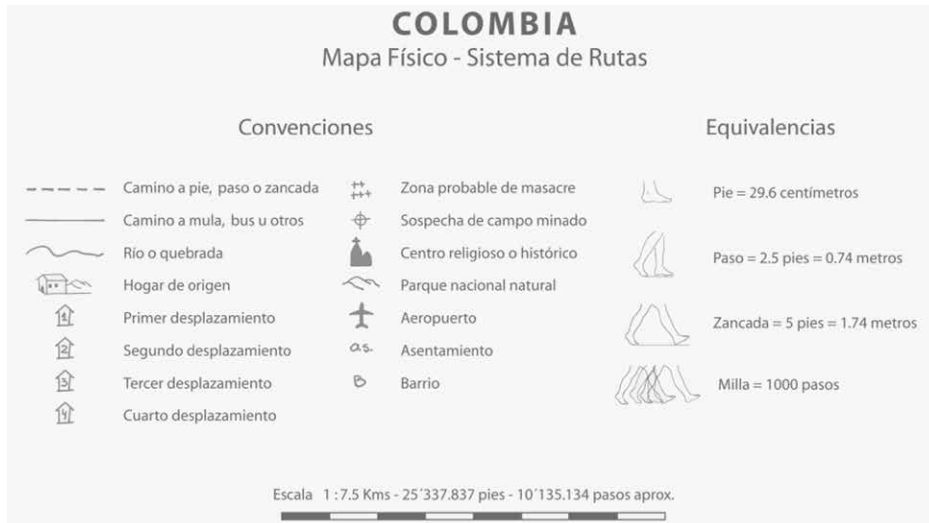 COLOMBIA
Mapa Físico - Sistema de Rutas
Convenciones
Camino a pie, paso o zancada
Camino a mula, bus u otros
Río o quebrada
Hogar de origen
1 Primer desplazamiento
2 Segundo desplazamiento
3 Tercer desplazamiento
4 Cuarto desplazamiento
Zona probable de masacre
Sospecha de campo minado
Centro religioso o histórico
Parque nacional natural
Aeropuerto
as. Asentamiento
B Barrio
Equivalencias
Pie = 29.6 centímetros
Paso = 2.5 pies = 0.74 metros
Zancada = 5 pies = 1.74 metros
Milla = 1000 pasos
Escala 1 : 7.5 Kms - 25´337.837 pies - 10´135.134 pasos aprox.